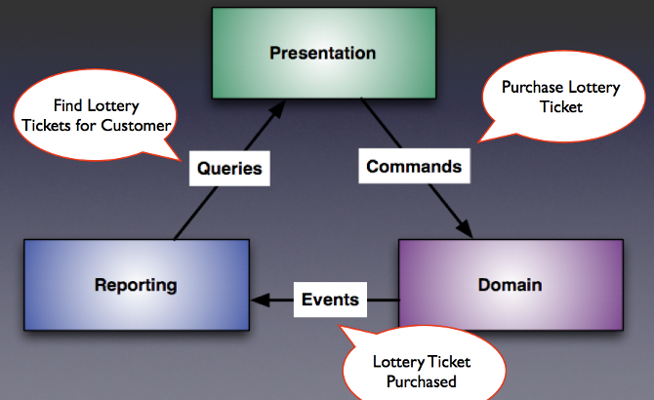 Presentation
Find Lottery
Tickets for Customer
Purchase Lottery
Ticket
Queries
Commands
Reporting
Events
Domain
Lottery Ticket
Purchased